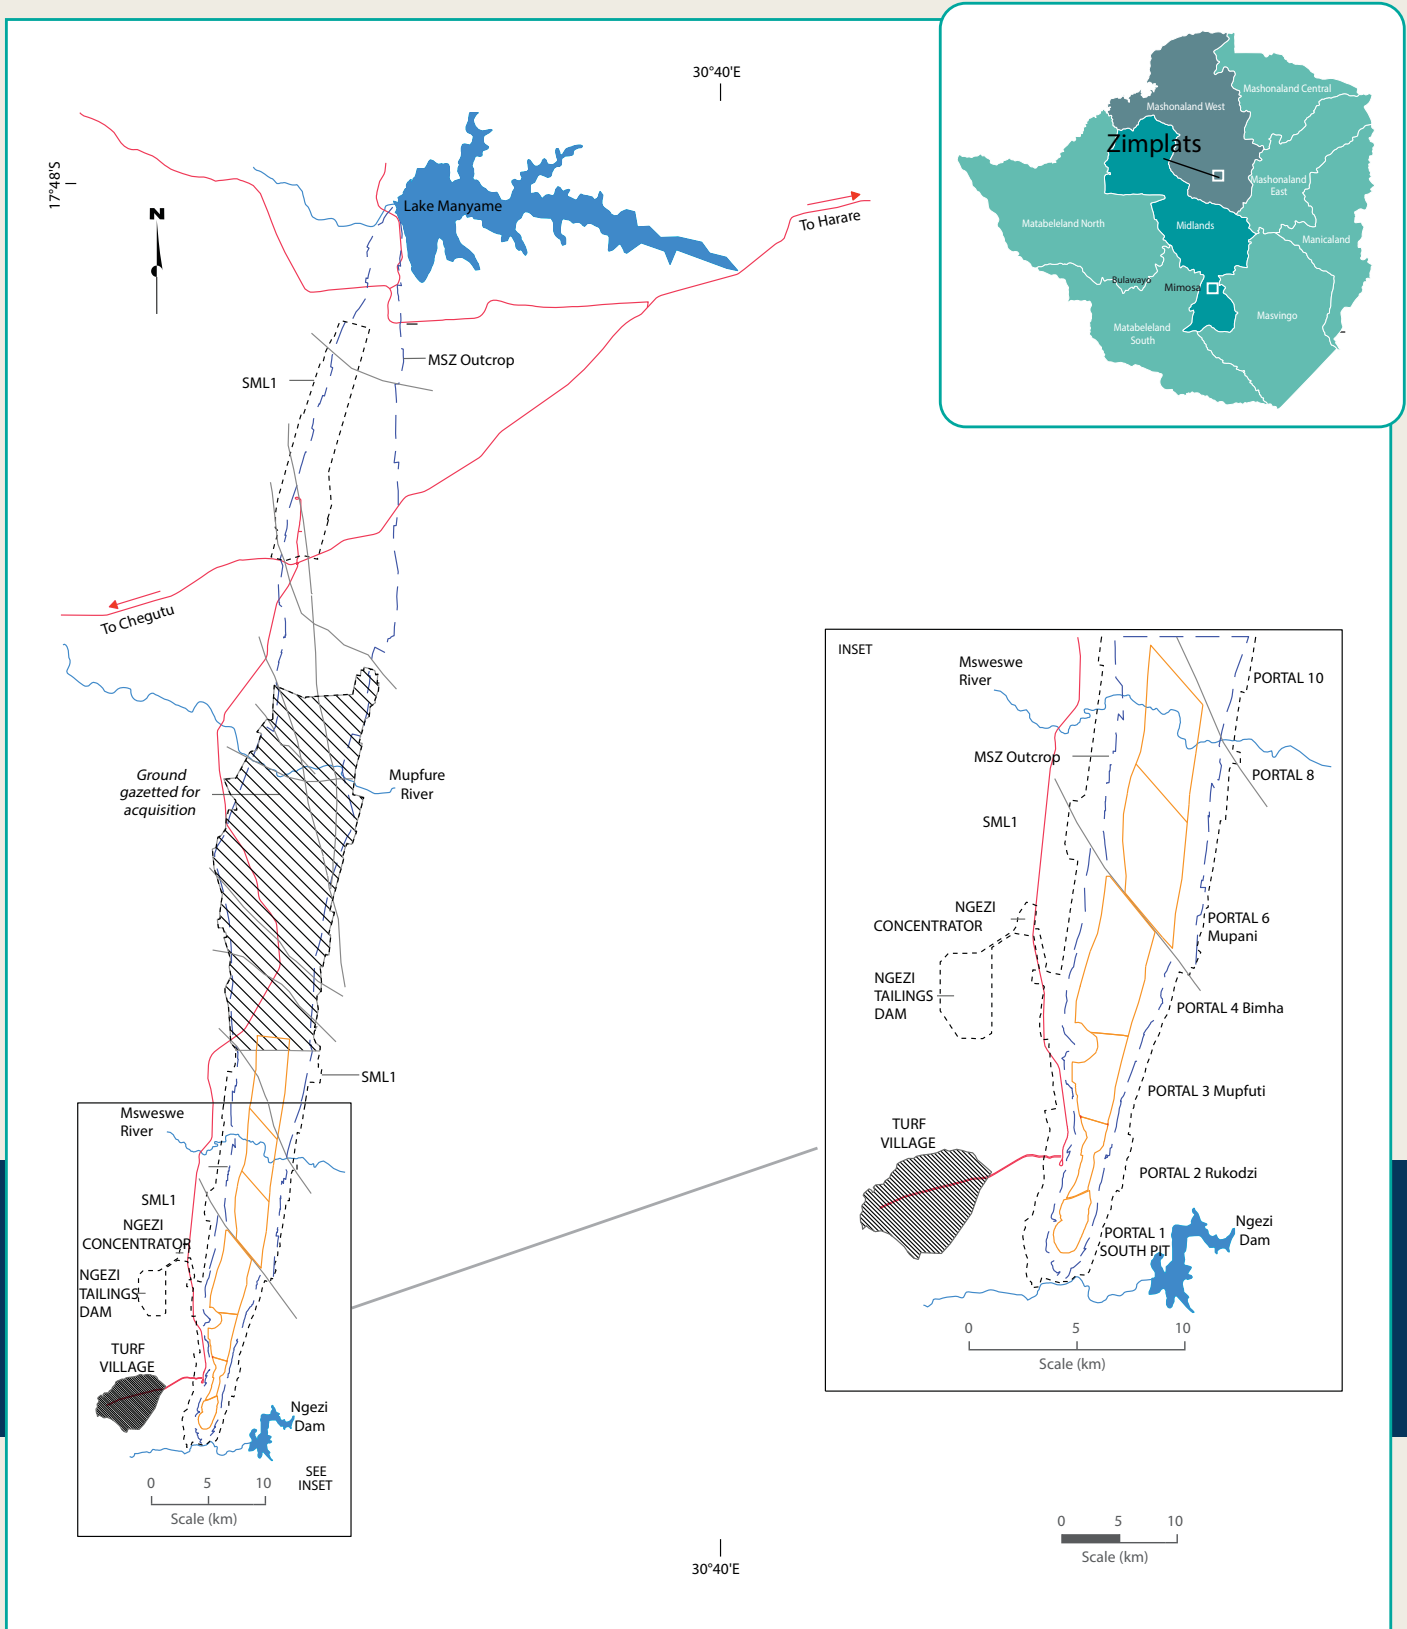 30°40'E
17°48'S
N
Lake Manyame
To Harare
SML1
MSZ Outcrop
To Chegutu
Ground
gazetted for
acquisition
Mupfure
River
SML1
Msweswe
River
SML1
NGEZI
CONCENTRATOR
NGEZI
TAILINGS
DAM
TURF
VILLAGE
Ngezi
Dam
SEE
INSET
0 5 10
Scale (km)
Mashonaland Central
Mashonaland West
Zimplats
Mashonaland
East
Matabeleland North
Midlands
Manicaland
Bulawayo
Mimosa
Masvingo
Matabeleland
South
INSET
Msweswe
River
PORTAL 10
MSZ Outcrop
PORTAL 8
SML1
NGEZI
CONCENTRATOR
PORTAL 6
Mupani
NGEZI
TAILINGS
DAM
PORTAL 4 Bimha
PORTAL 3 Mupfuti
TURF
VILLAGE
PORTAL 2 Rukodzi
PORTAL 1
SOUTH PIT
Ngezi
Dam
0 5 10
Scale (km)
0 5 10
Scale (km)
30°40'E